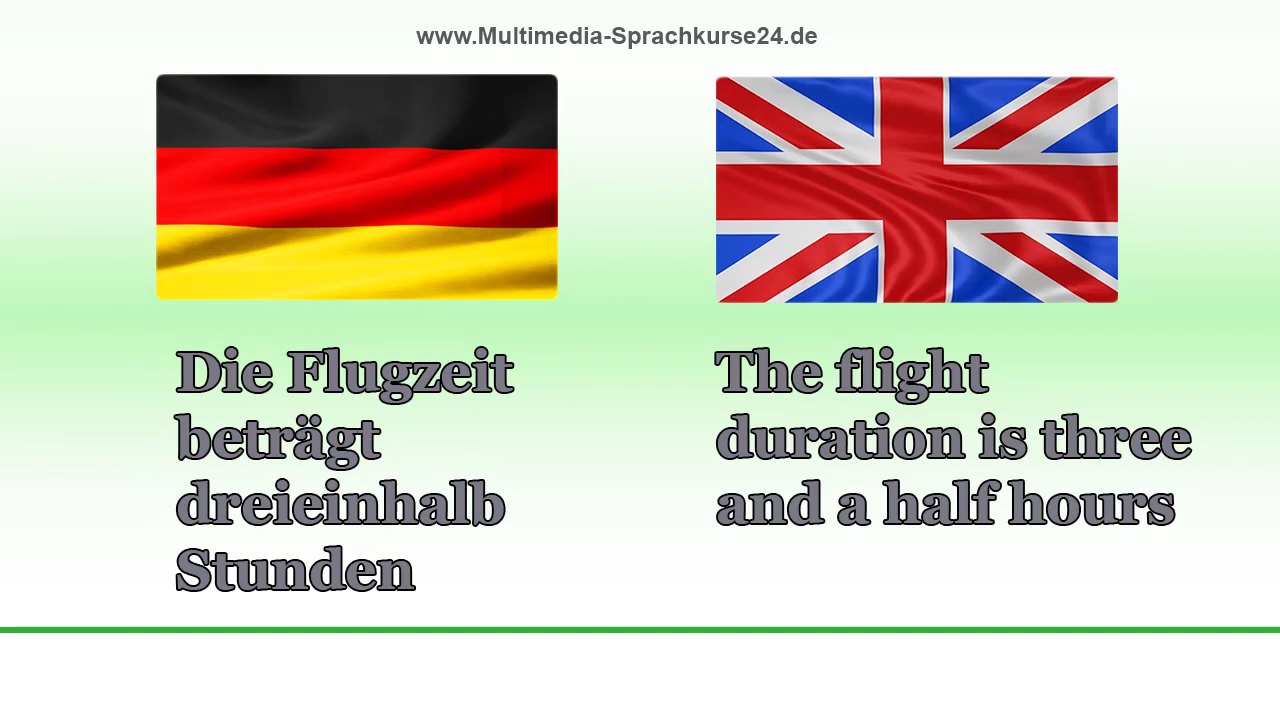 www.Multimedia-Sprachkurse24.de
Die Flugzeit
beträgt
dreieinhalb
Stunden
The flight
duration is three
and a half hours